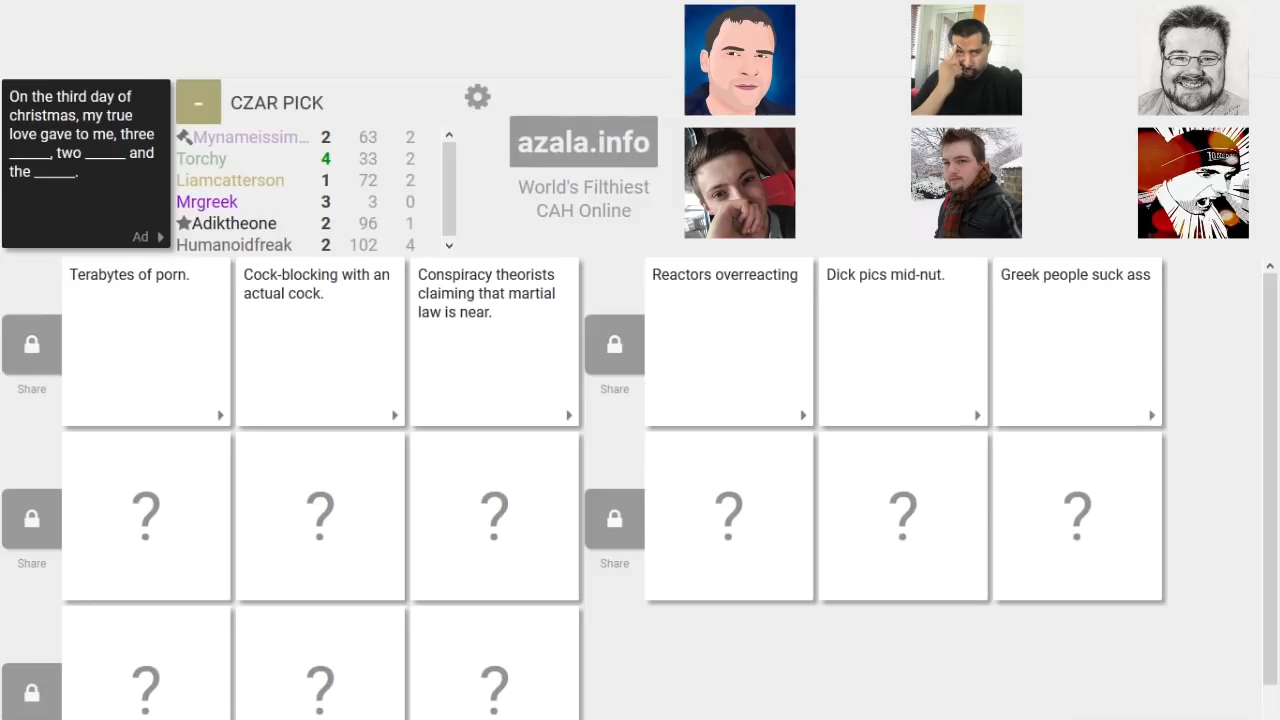 On the third day of
christmas, my true
love gave to me, three
______, two ______ and
the ______.
Ad
-
CZAR PICK
Mynameissim... 2 63 2
Torchy 4 33 2
Liamcatterson 1 72 2
Mrgreek 3 3 0
Adiktheone 2 96 1
Humanoidfreak 2 102 4
azala.info
World's Filthiest
CAH Online
Share
Terabytes of porn.
Cock-blocking with an
actual cock.
Conspiracy theorists
claiming that martial
law is near.
Share
Reactors overreacting
Dick pics mid-nut.
Greek people suck ass
Share
?
?
?
Share
?
?
?
?
?
?